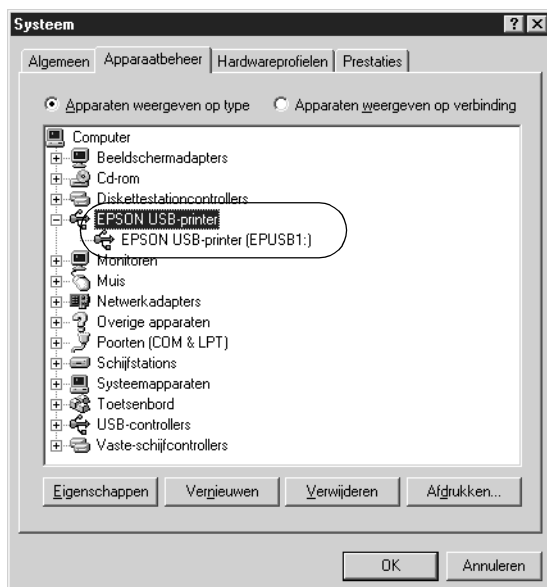 Systeem
Algemeen Apparaatbeheer Hardwareprofielen Prestaties
Apparaten weergeven op type Apparaten weergeven op verbinding
Computer
Beeldschermadapters
Cd-rom
Diskettestationcontrollers
EPSON USB-printer
EPSON USB-printer (EPUSB1:)
Monitoren
Muis
Netwerkadapters
Overige apparaten
Poorten (COM & LPT)
Schijfstations
Systeemapparaten
Toetsenbord
USB-controllers
Vaste-schijfcontrollers
Eigenschappen Vernieuwen Verwijderen Afdrukken...
OK Annuleren